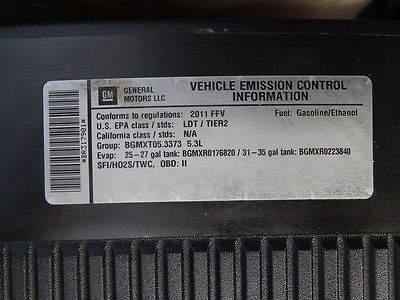 GM
GENERAL
MOTORS LLC
VEHICLE EMISSION CONTROL
INFORMATION
Conforms to regulations: 2011 FFV Fuel: Gasoline/Ethanol
U.S. EPA class / stds: LDT / TIER2
California class / stds: N/A
Group: BGMXT05.3373 5.3L
Evap: 25-27 gal tank: BGMXR0176820 / 31-35 gal tank: BGMXR0223840
SFI/HO2S/TWC, OBD: II